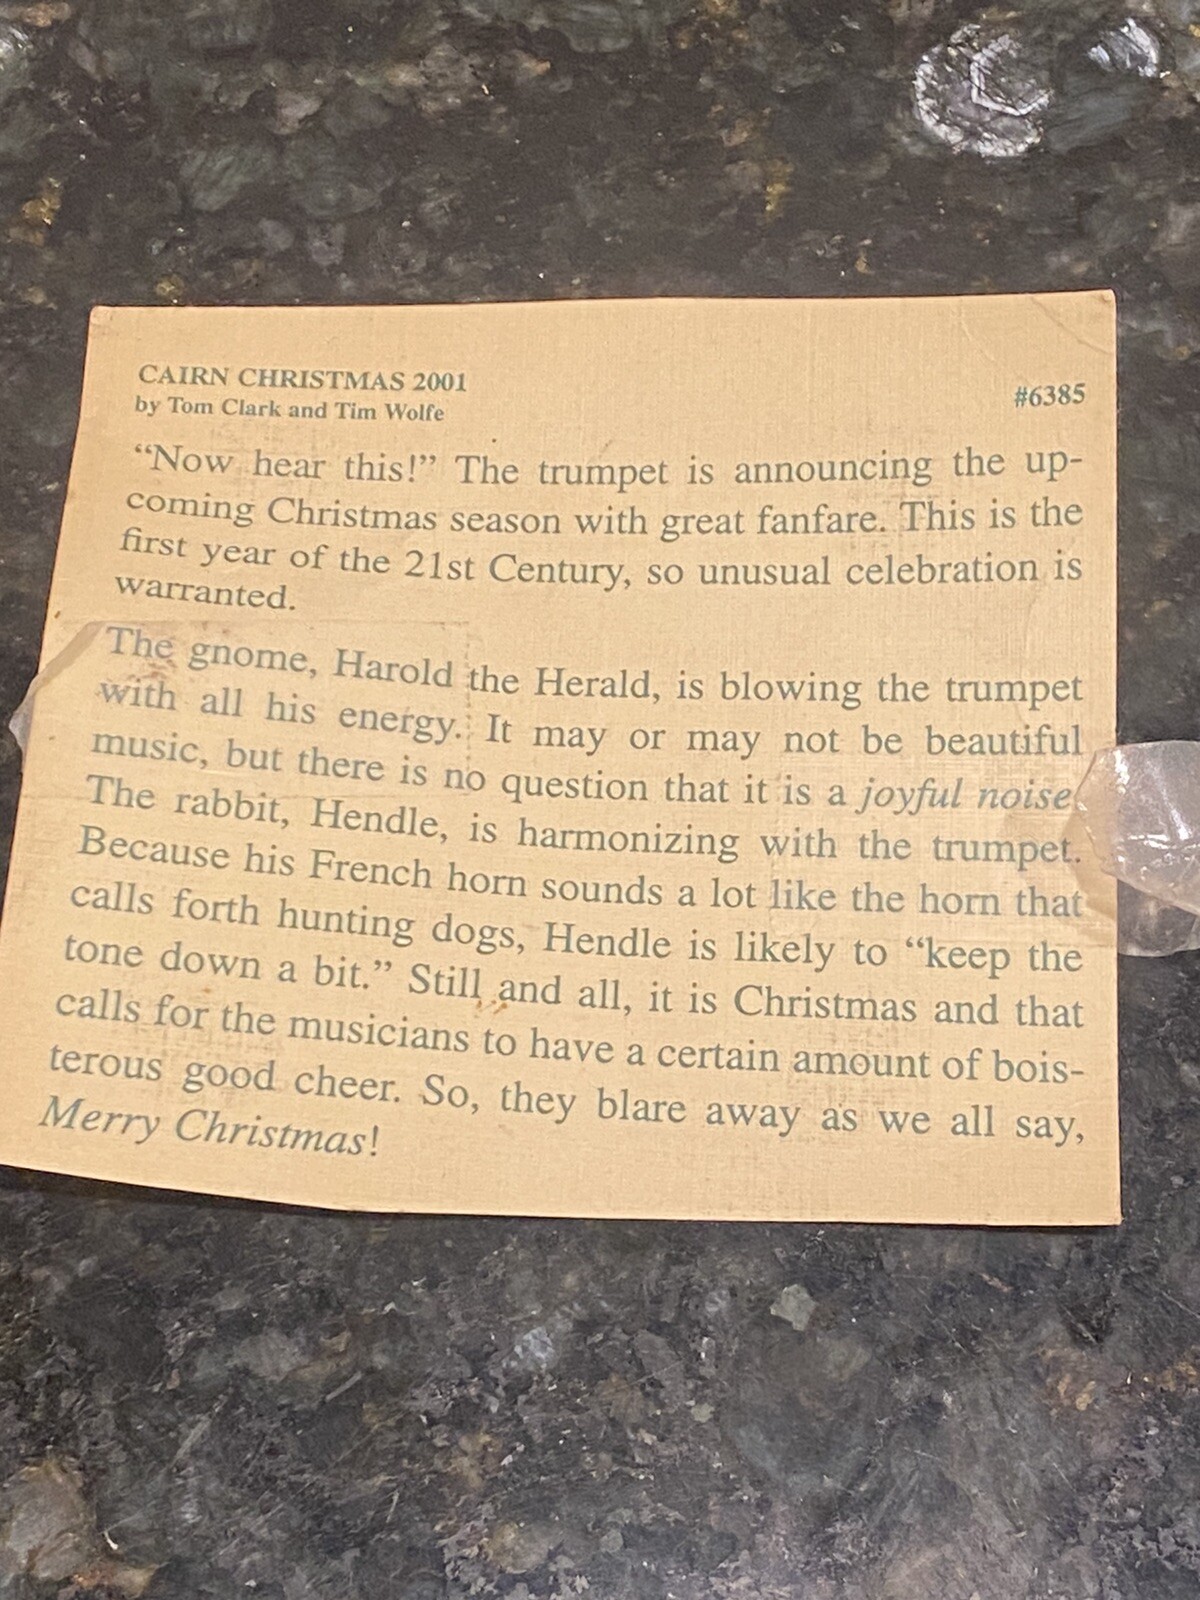 CAIRN CHRISTMAS 2001
by Tom Clark and Tim Wolfe
#6385
“Now hear this!” The trumpet is announcing the up-
coming Christmas season with great fanfare. This is the
first year of the 21st Century, so unusual celebration is
warranted.
The gnome, Harold the Herald, is blowing the trumpet
with all his energy. It may or may not be beautiful
music, but there is no question that it is a joyful noise.
The rabbit, Hendle, is harmonizing with the trumpet.
Because his French horn sounds a lot like the horn that
calls forth hunting dogs, Hendle is likely to “keep the
tone down a bit.” Still, and all, it is Christmas and that
calls for the musicians to have a certain amount of bois-
terous good cheer. So, they blare away as we all say,
Merry Christmas!